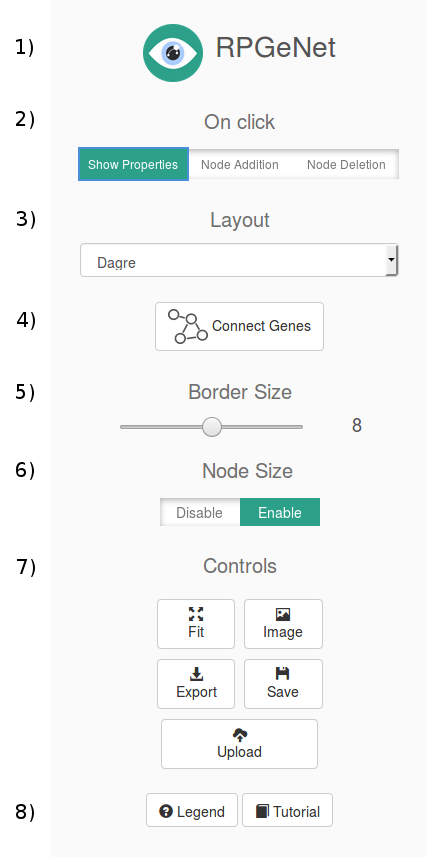 1) RPGeNet
2) On click
Show Properties Node Addition Node Deletion
3) Layout
Dagre
4) Connect Genes
5) Border Size
8
6) Node Size
Disable Enable
7) Controls
Fit Image
Export Save
Upload
8) Legend Tutorial